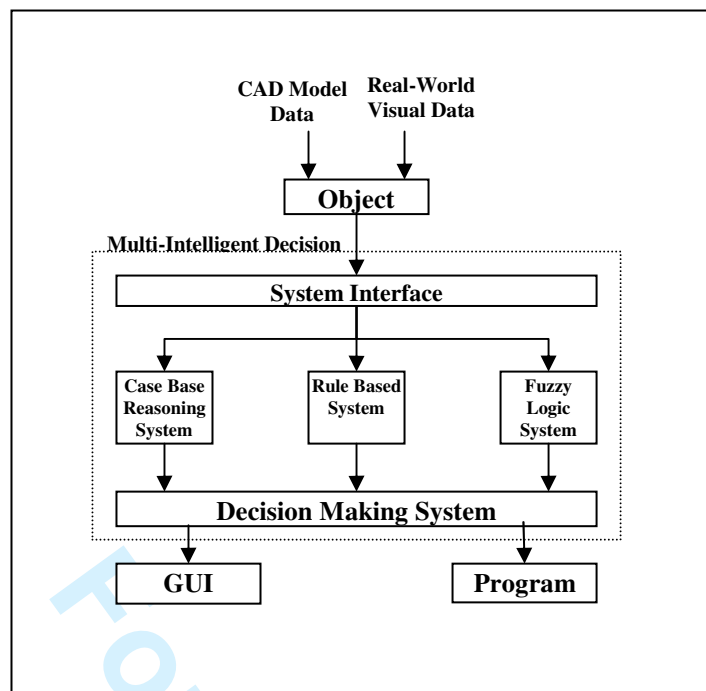 CAD Model
Data
Real-World
Visual Data
Object
Multi-Intelligent Decision
System Interface
Case Base
Reasoning
System
Rule Based
System
Fuzzy
Logic
System
Decision Making System
GUI
Program
Fo